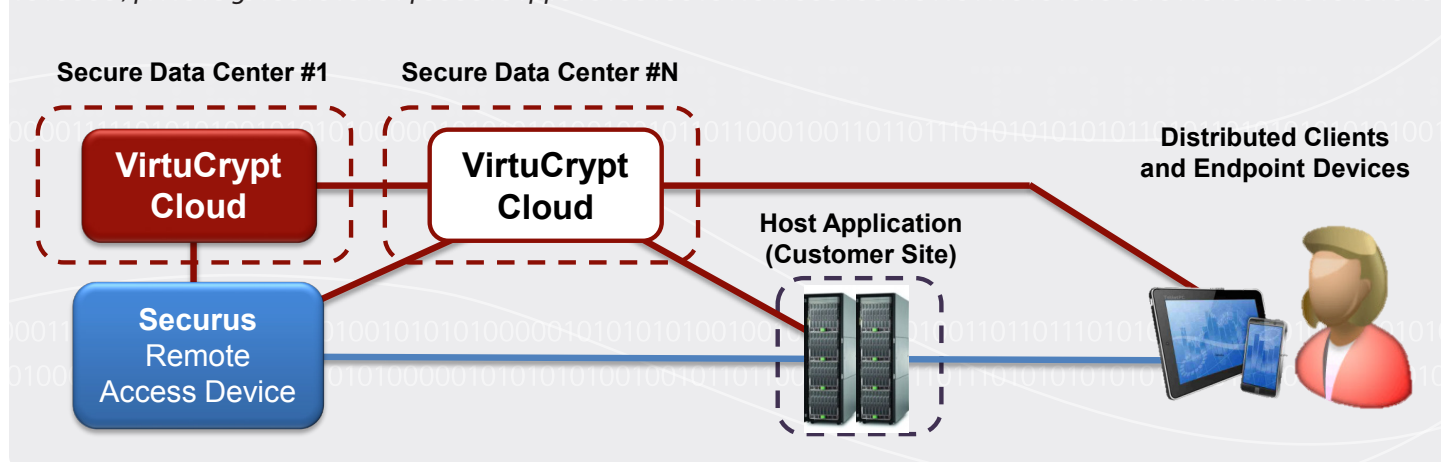 Secure Data Center #1
Secure Data Center #N
VirtuCrypt
Cloud
VirtuCrypt
Cloud
Distributed Clients
and Endpoint Devices
Host Application
(Customer Site)
Securus
Remote
Access Device